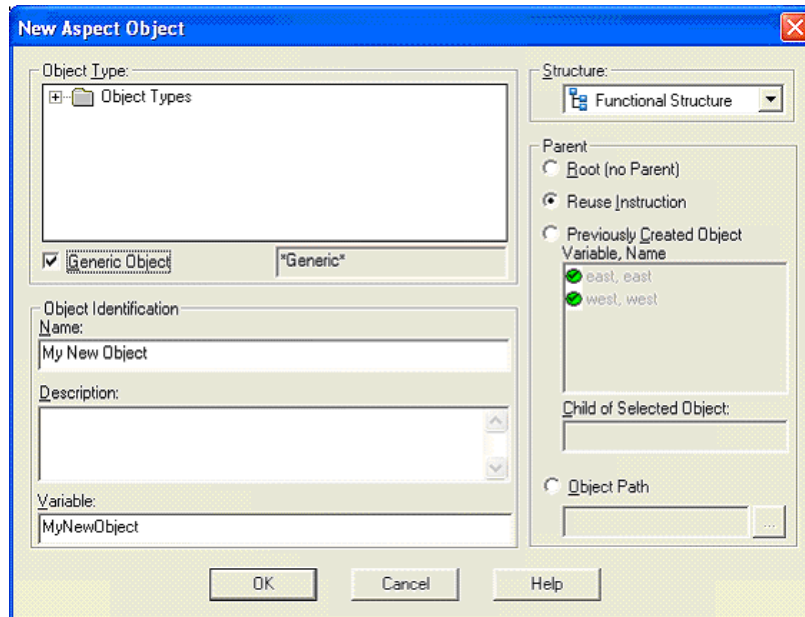 New Aspect Object
Object Type:
Object Types
Generic Object
*Generic*
Object Identification
Name:
My New Object
Description:
Variable:
MyNewObject
Structure:
Functional Structure
Parent
Root (no Parent)
Reuse Instruction
Previously Created Object
Variable, Name
east, east
west, west
Child of Selected Object:
Object Path
...
OK
Cancel
Help